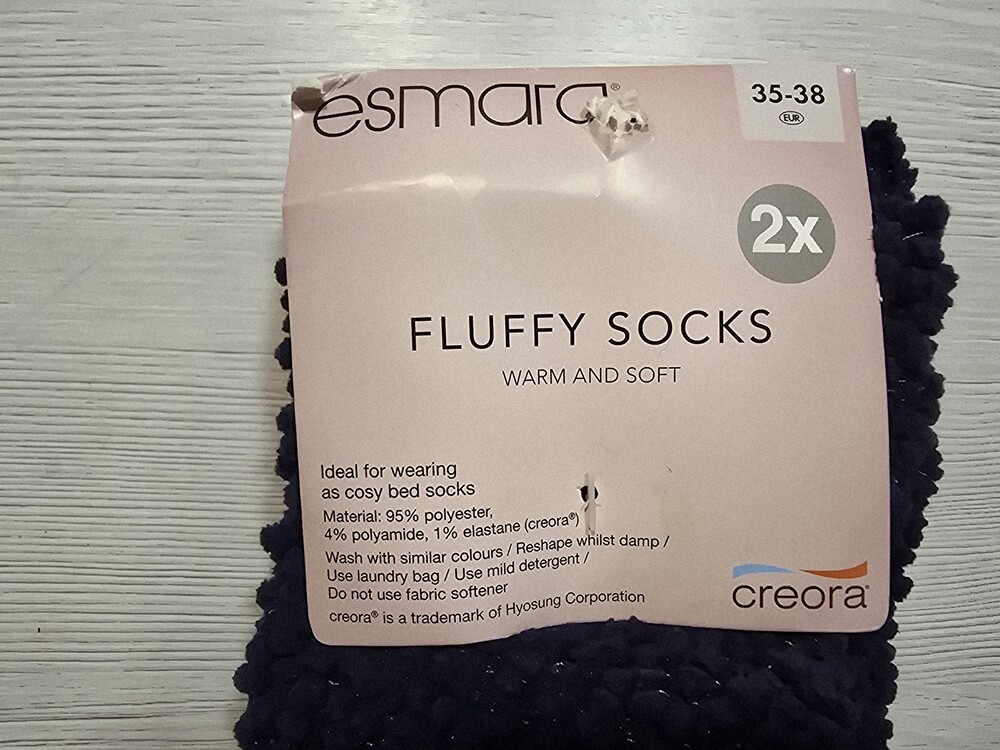 esmara®
35-38
EUR
2x
FLUFFY SOCKS
WARM AND SOFT
Ideal for wearing
as cosy bed socks
Material: 95% polyester,
4% polyamide, 1% elastane (creora®)
Wash with similar colours / Reshape whilst damp /
Use laundry bag / Use mild detergent /
Do not use fabric softener
creora® is a trademark of Hyosung Corporation
creora®